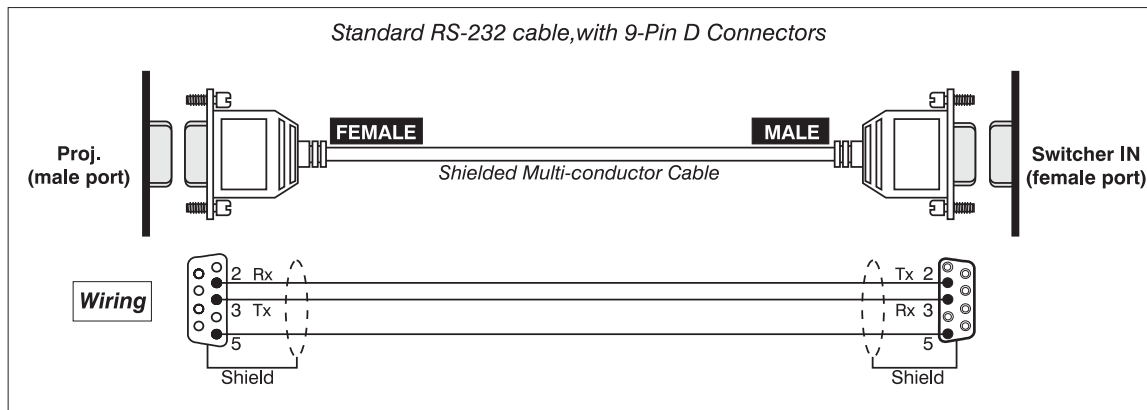 Standard RS-232 cable,with 9-Pin D Connectors
FEMALE
MALE
Proj.
(male port)
Shielded Multi-conductor Cable
Switcher IN
(female port)
Wiring
2 Rx
Tx 2
3 Tx
Rx 3
5
5
Shield
Shield